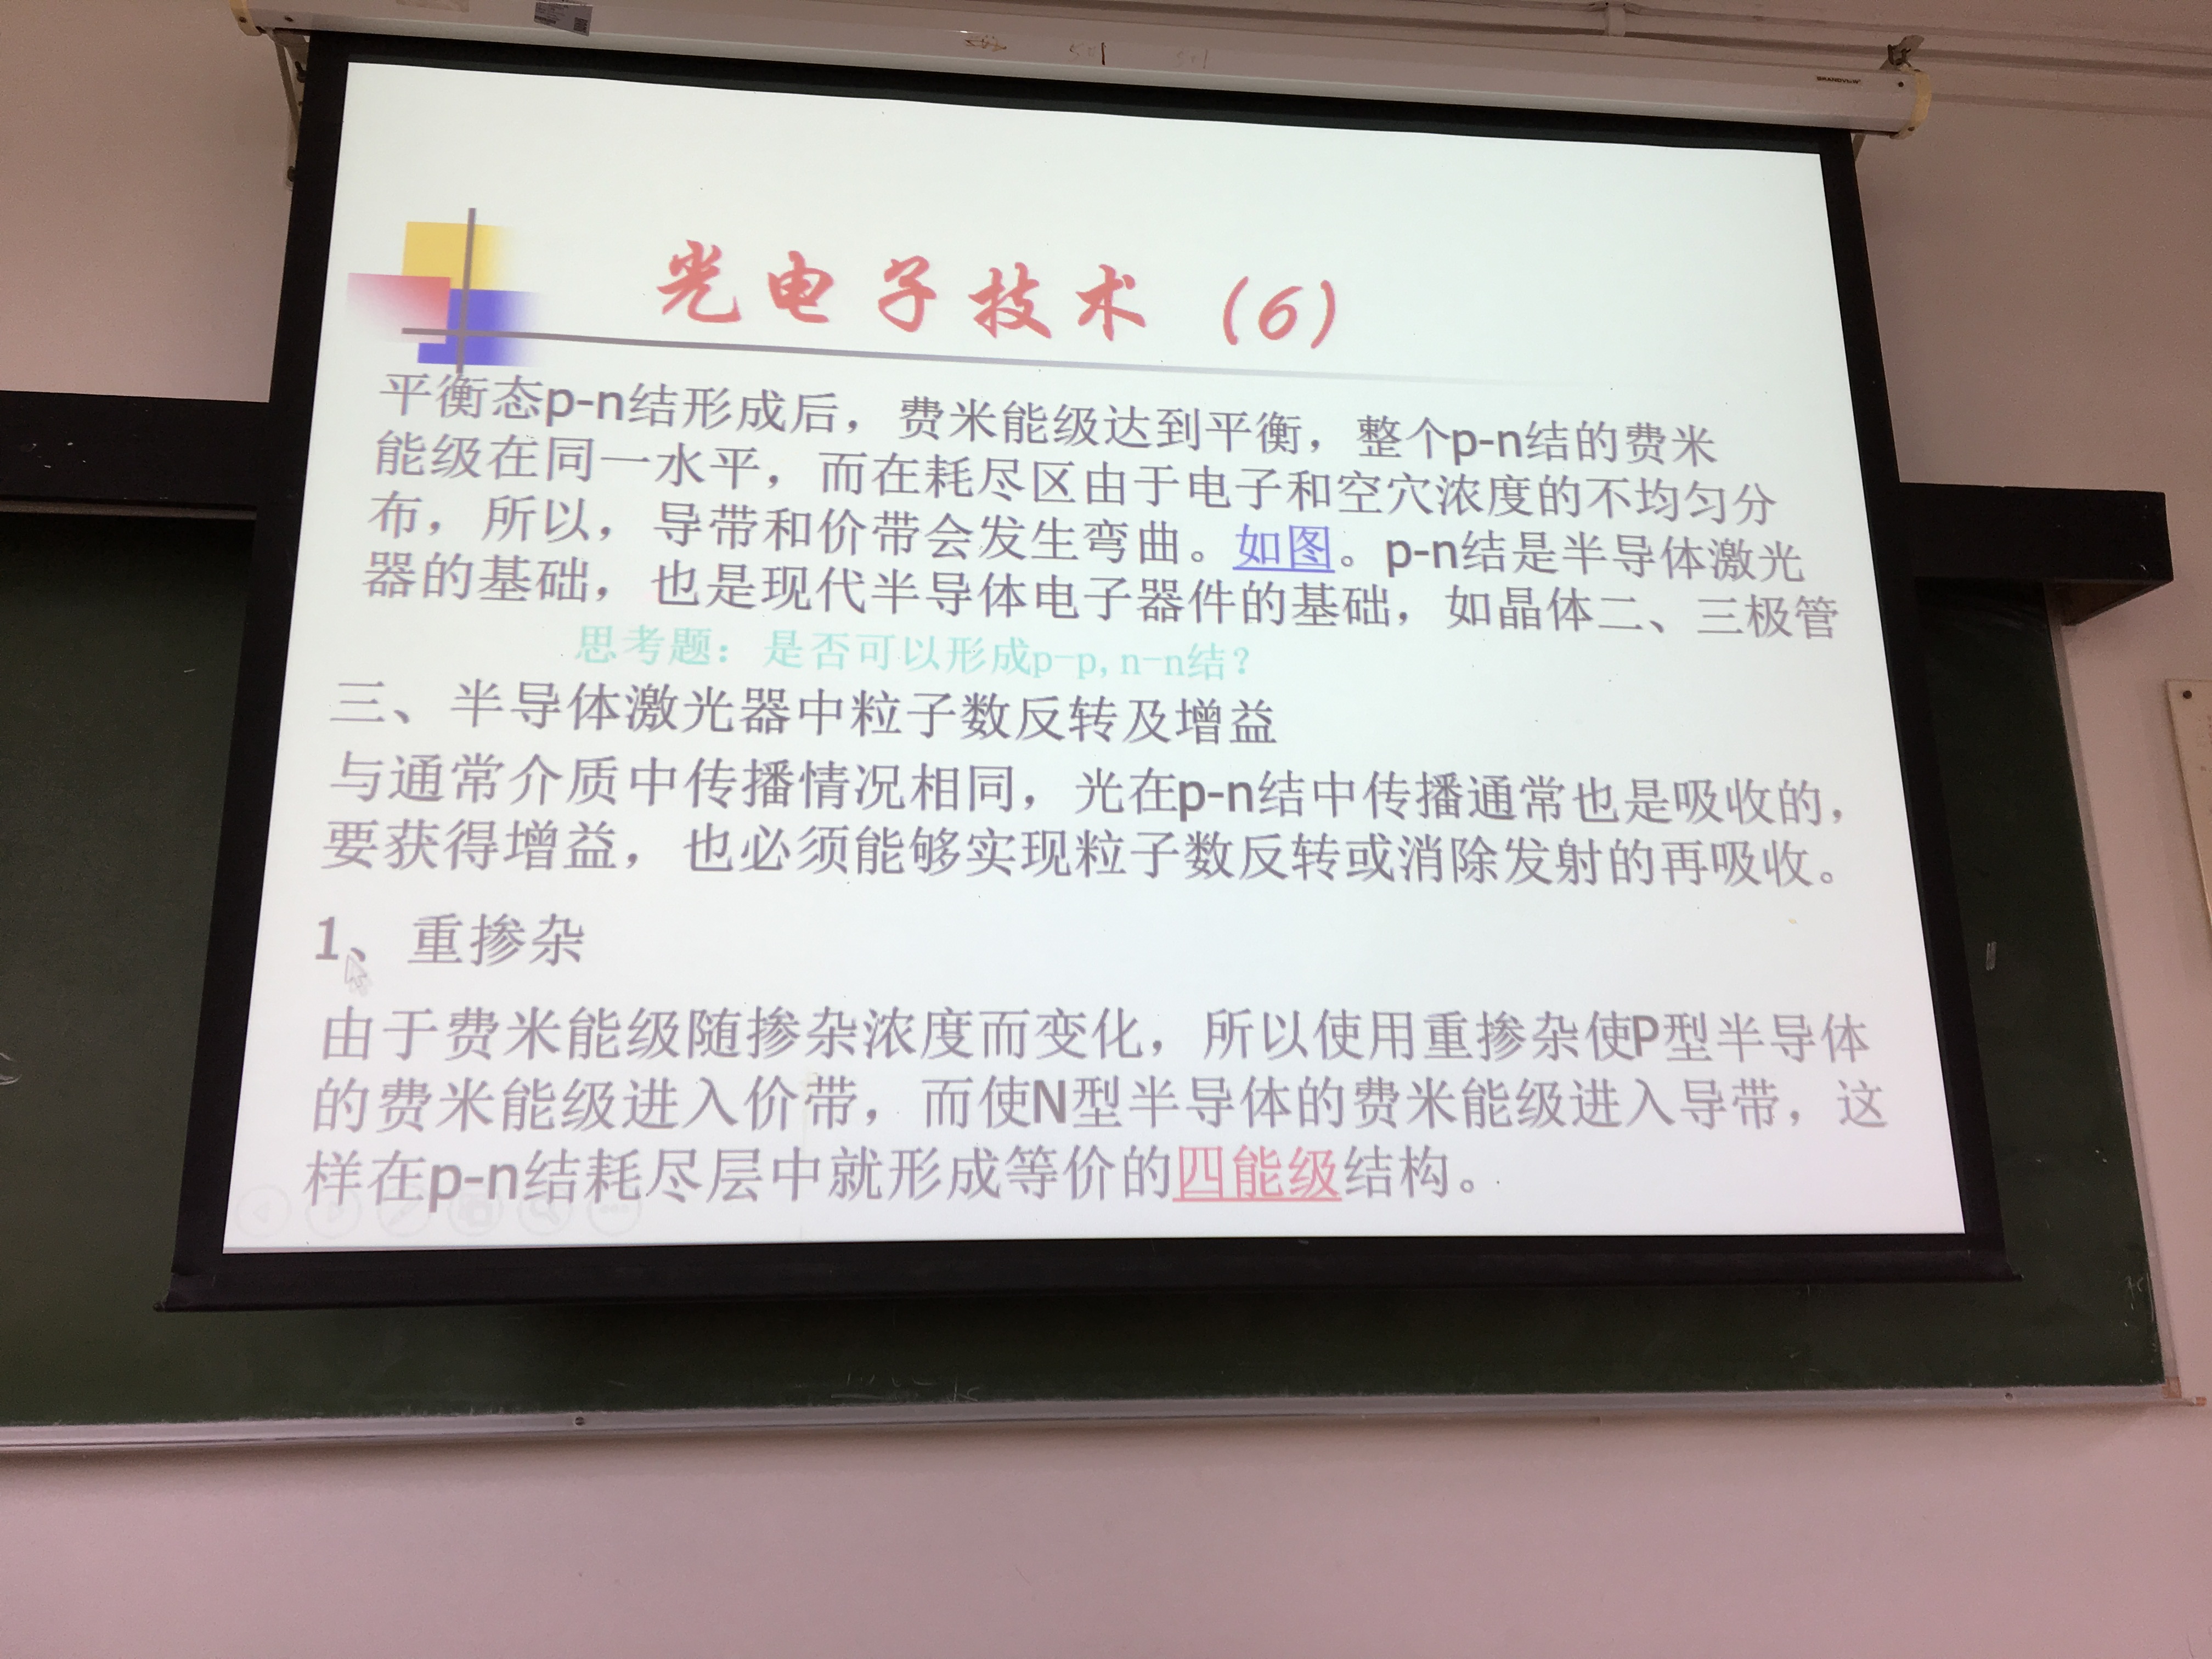 BRANDVIEW
光电子技术（6）
平衡态p-n结形成后，费米能级达到平衡，整个p-n结的费米
能级在同一水平，而在耗尽区由于电子和空穴浓度的不均匀分
布，所以，导带和价带会发生弯曲。如图。p-n结是半导体激光
器的基础，也是现代半导体电子器件的基础，如晶体二、三极管
思考题：是否可以形成p-p,n-n结？
三、半导体激光器中粒子数反转及增益
与通常介质中传播情况相同，光在p-n结中传播通常也是吸收的，
要获得增益，也必须能够实现粒子数反转或消除发射的再吸收。
1、重掺杂
由于费米能级随掺杂浓度而变化，所以使用重掺杂使P型半导体
的费米能级进入价带，而使N型半导体的费米能级进入导带，这
样在p-n结耗尽层中就形成等价的四能级结构。